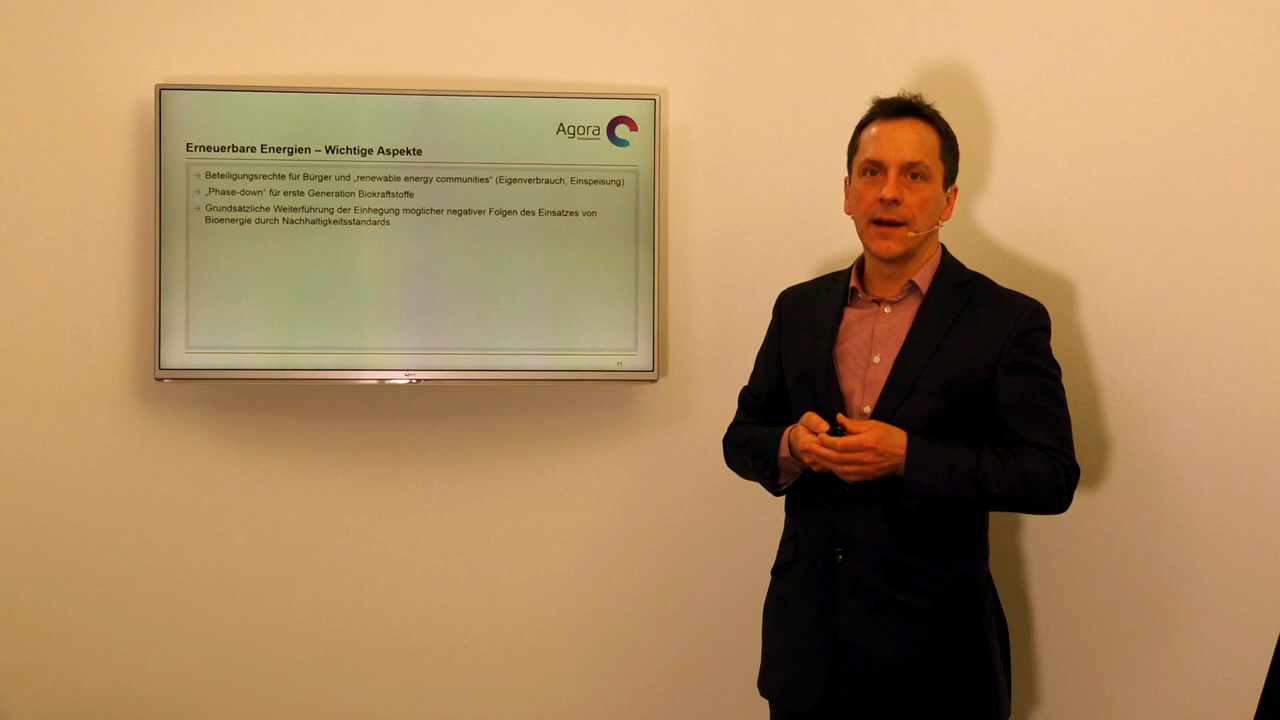 Agora
Erneuerbare Energien – Wichtige Aspekte
→ Beteiligungsrechte für Bürger und „renewable energy communities“ (Eigenverbrauch, Einspeisung)
→ „Phase-down“ für erste Generation Biokraftstoffe
→ Grundsätzliche Weiterführung der Einhegung möglicher negativer Folgen des Einsatzes von
Bioenergie durch Nachhaltigkeitsstandards
11